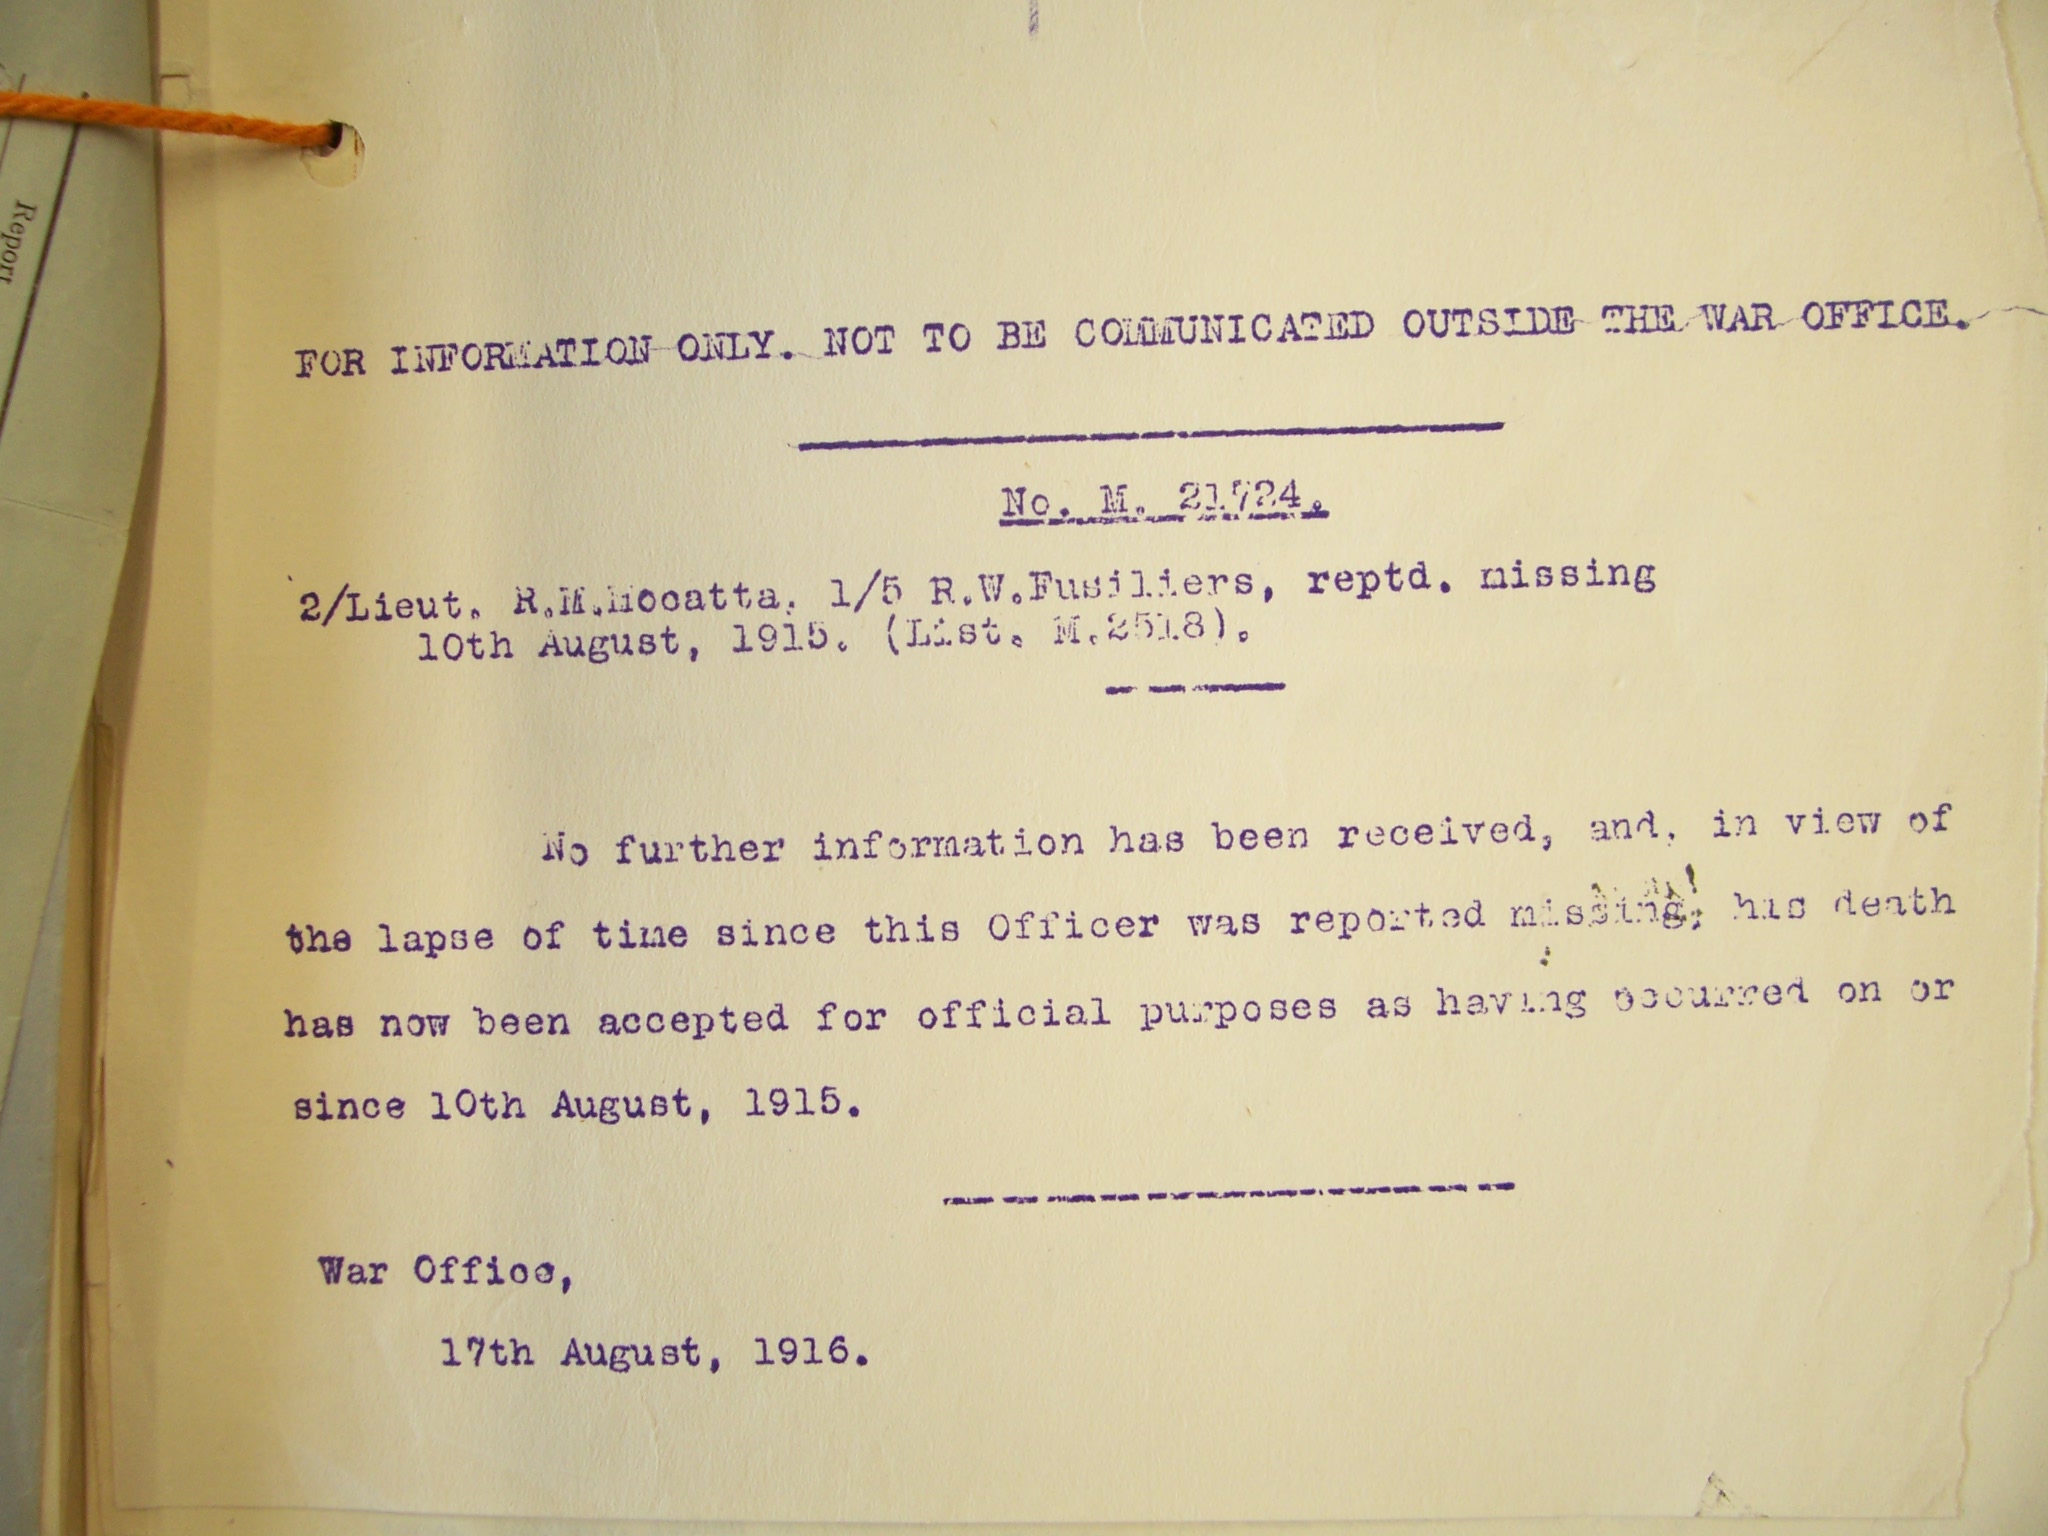 Report
FOR INFORMATION ONLY. NOT TO BE COMMUNICATED OUTSIDE THE WAR OFFICE.
No. M. 21724.
2/Lieut. R.M.Mocatta, 1/5 R.W.Fusiliers, reptd. missing
10th August, 1915. (List. M.2518).
No further information has been received, and, in view of
the lapse of time since this Officer was reported missing, his death
has now been accepted for official purposes as having occurred on or
since 10th August, 1915.
War Office,
17th August, 1916.